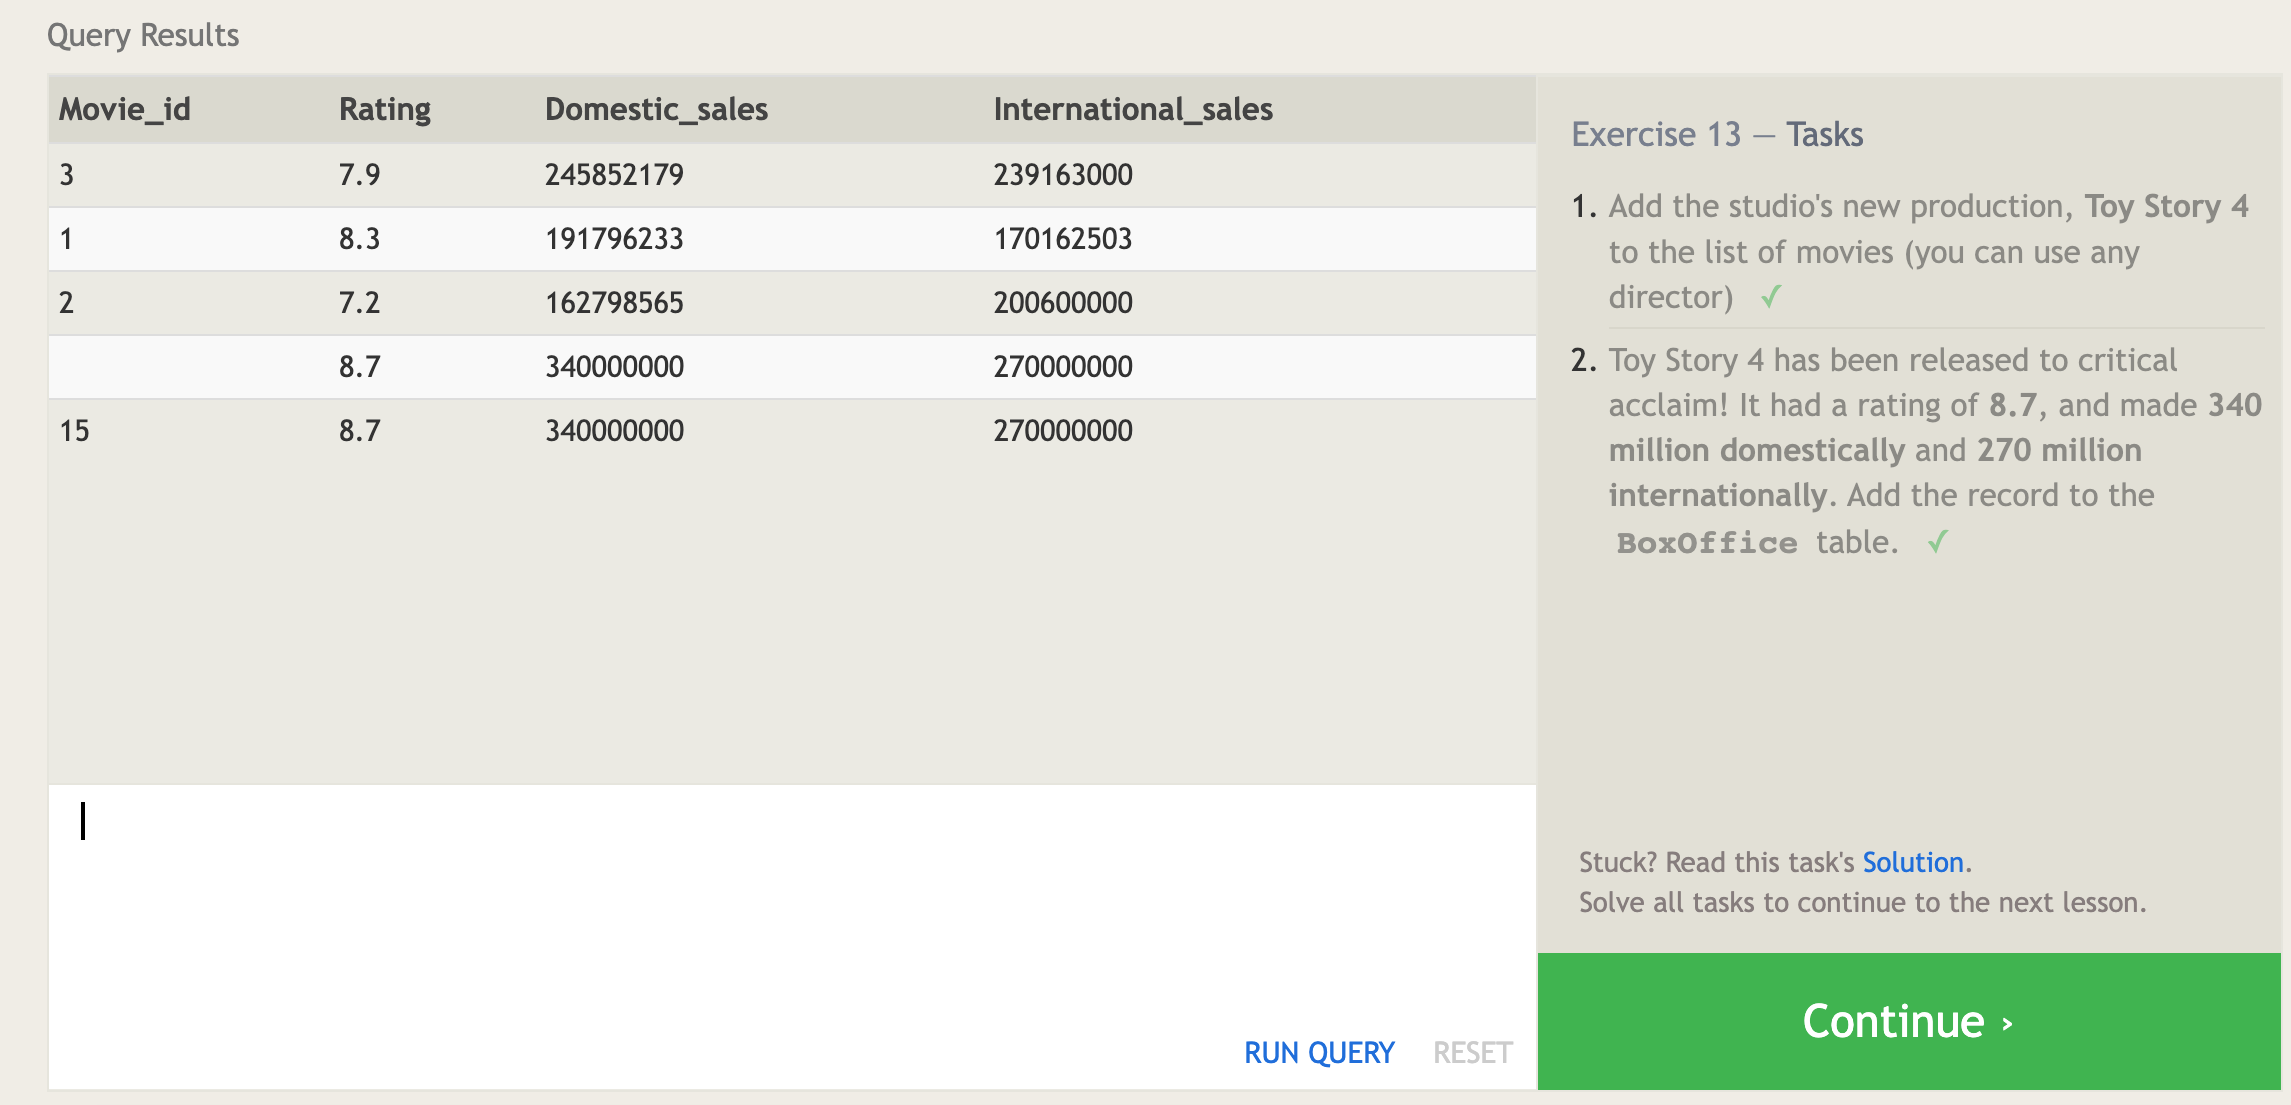 Query Results
Movie_id Rating Domestic_sales International_sales
3 7.9 245852179 239163000
1 8.3 191796233 170162503
2 7.2 162798565 200600000
8.7 340000000 270000000
15 8.7 340000000 270000000
RUN QUERY RESET
Exercise 13 — Tasks
1. Add the studio's new production, Toy Story 4
to the list of movies (you can use any
director) ✓
2. Toy Story 4 has been released to critical
acclaim! It had a rating of 8.7, and made 340
million domestically and 270 million
internationally. Add the record to the
BoxOffice table. ✓
Stuck? Read this task's Solution.
Solve all tasks to continue to the next lesson.
Continue ›